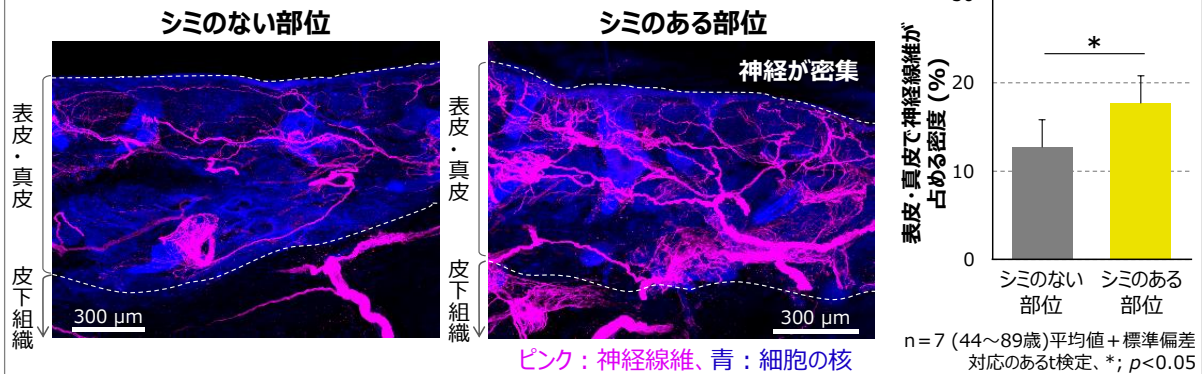 シミのない部位
シミのある部位
神経が密集
表皮・真皮
皮下組織
300 μm
表皮・真皮
皮下組織
300 μm
ピンク：神経線維、青：細胞の核
表皮・真皮で神経線維が
占める密度 (%)
*
20
10
0
シミのない
部位
シミのある
部位
n＝7 (44～89歳)平均値＋標準偏差
対応のあるt検定、*; p<0.05